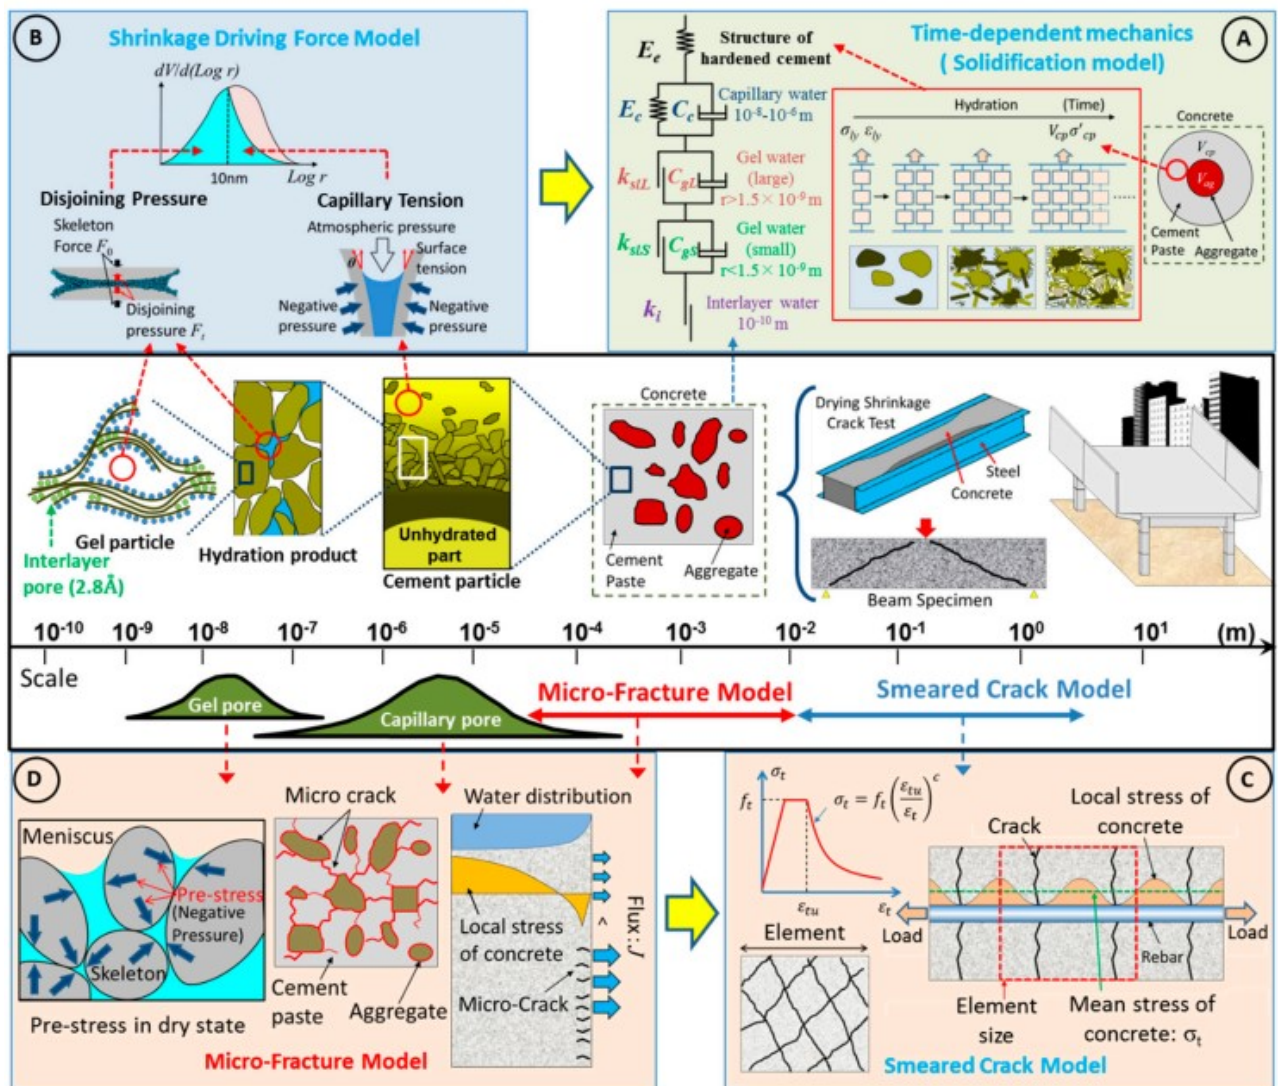 B
Shrinkage Driving Force Model
dV/d(Log r)
10nm
Log r
Disjoining Pressure
Skeleton
Force F0
Disjoining
pressure Ft
Capillary Tension
Atmospheric pressure
θ
Surface
tension
Negative
pressure
Negative
pressure
A
Time-dependent mechanics
( Solidification model)
Ee
Structure of
hardened cement
Ec
Cc
Capillary water
10-8-10-6 m
kslL
CgL
Gel water
(large)
r>1.5×10-9 m
kslS
CgS
Gel water
(small)
r<1.5×10-9 m
ki
Interlayer water
10-10 m
Hydration
(Time)
σly εly
Vcpσ'cp
Concrete
Vcp
Vag
Cement
Paste
Aggregate
Gel particle
Interlayer
pore (2.8Å)
Hydration product
Unhydrated
part
Cement particle
Concrete
Cement
Paste
Aggregate
Drying Shrinkage
Crack Test
Steel
Concrete
Beam Specimen
10-10 10-9 10-8 10-7 10-6 10-5 10-4 10-3 10-2 10-1 100 101 (m)
Scale
Gel pore
Capillary pore
Micro-Fracture Model
Smeared Crack Model
D
Meniscus
Pre-stress
(Negative
Pressure)
Skeleton
Pre-stress in dry state
Micro crack
Cement
paste
Aggregate
Water distribution
Local stress
of concrete
Micro-Crack
<
Flux: J
Micro-Fracture Model
C
σt
ft
σt = ft(εtu/εt)c
εtu
εt
Element
Crack
Local stress of
concrete
Load
Load
Rebar
Element
size
Mean stress of
concrete: σt
Smeared Crack Model